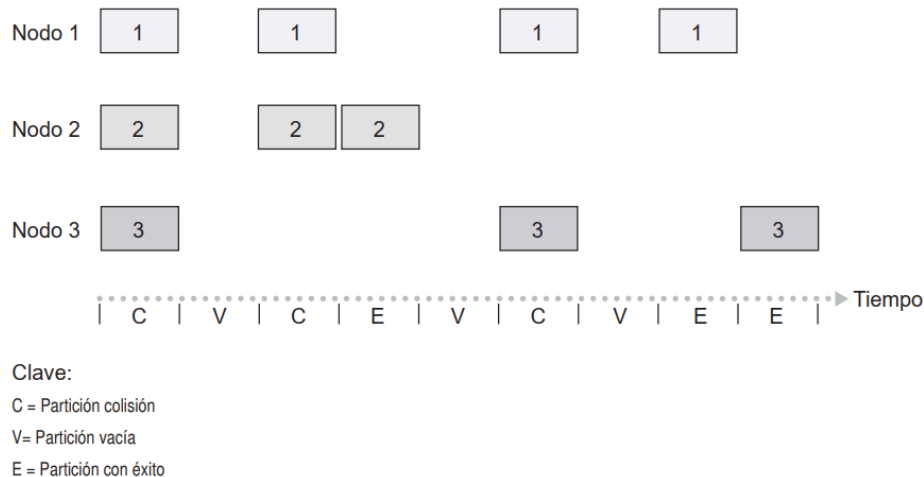 Nodo 1 1 1 1 1
Nodo 2 2 2 2
Nodo 3 3 3 3
Tiempo
| C | V | C | E | V | C | V | E | E |
Clave:
C = Partición colisión
V= Partición vacía
E = Partición con éxito